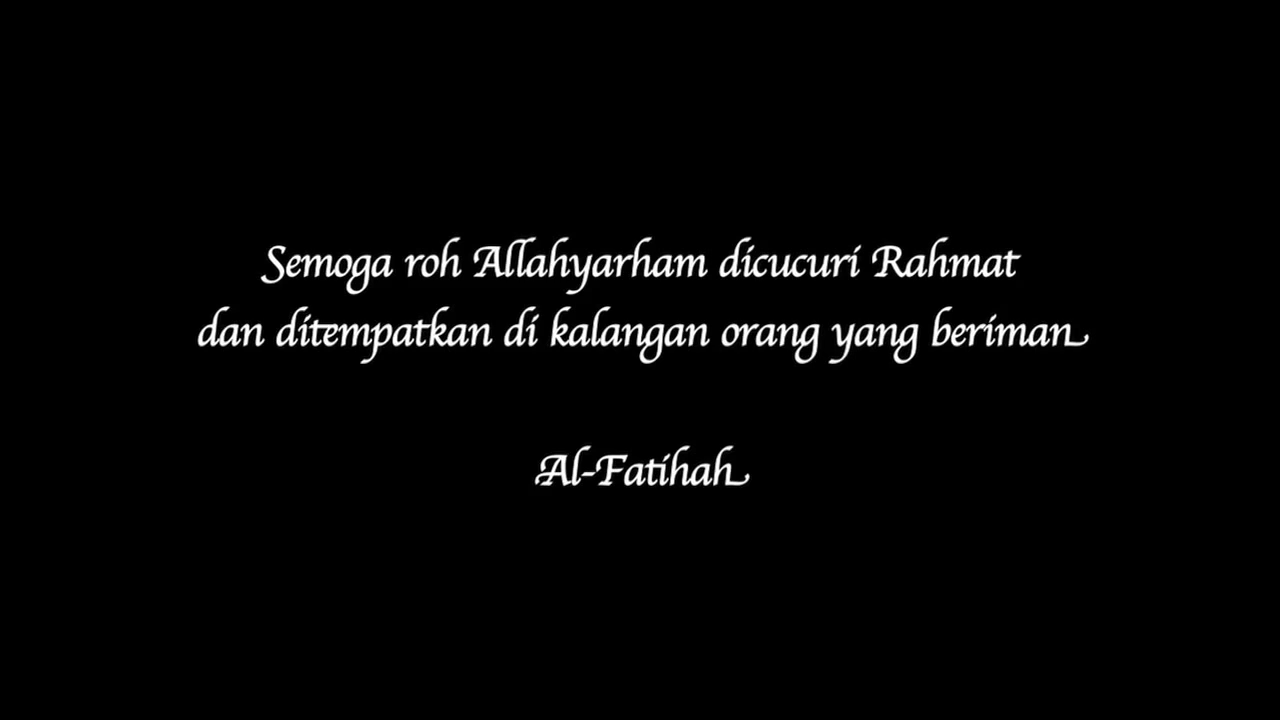 Semoga roh Allahyarham dicucuri Rahmat
dan ditempatkan di kalangan orang yang beriman
Al-Fatihah